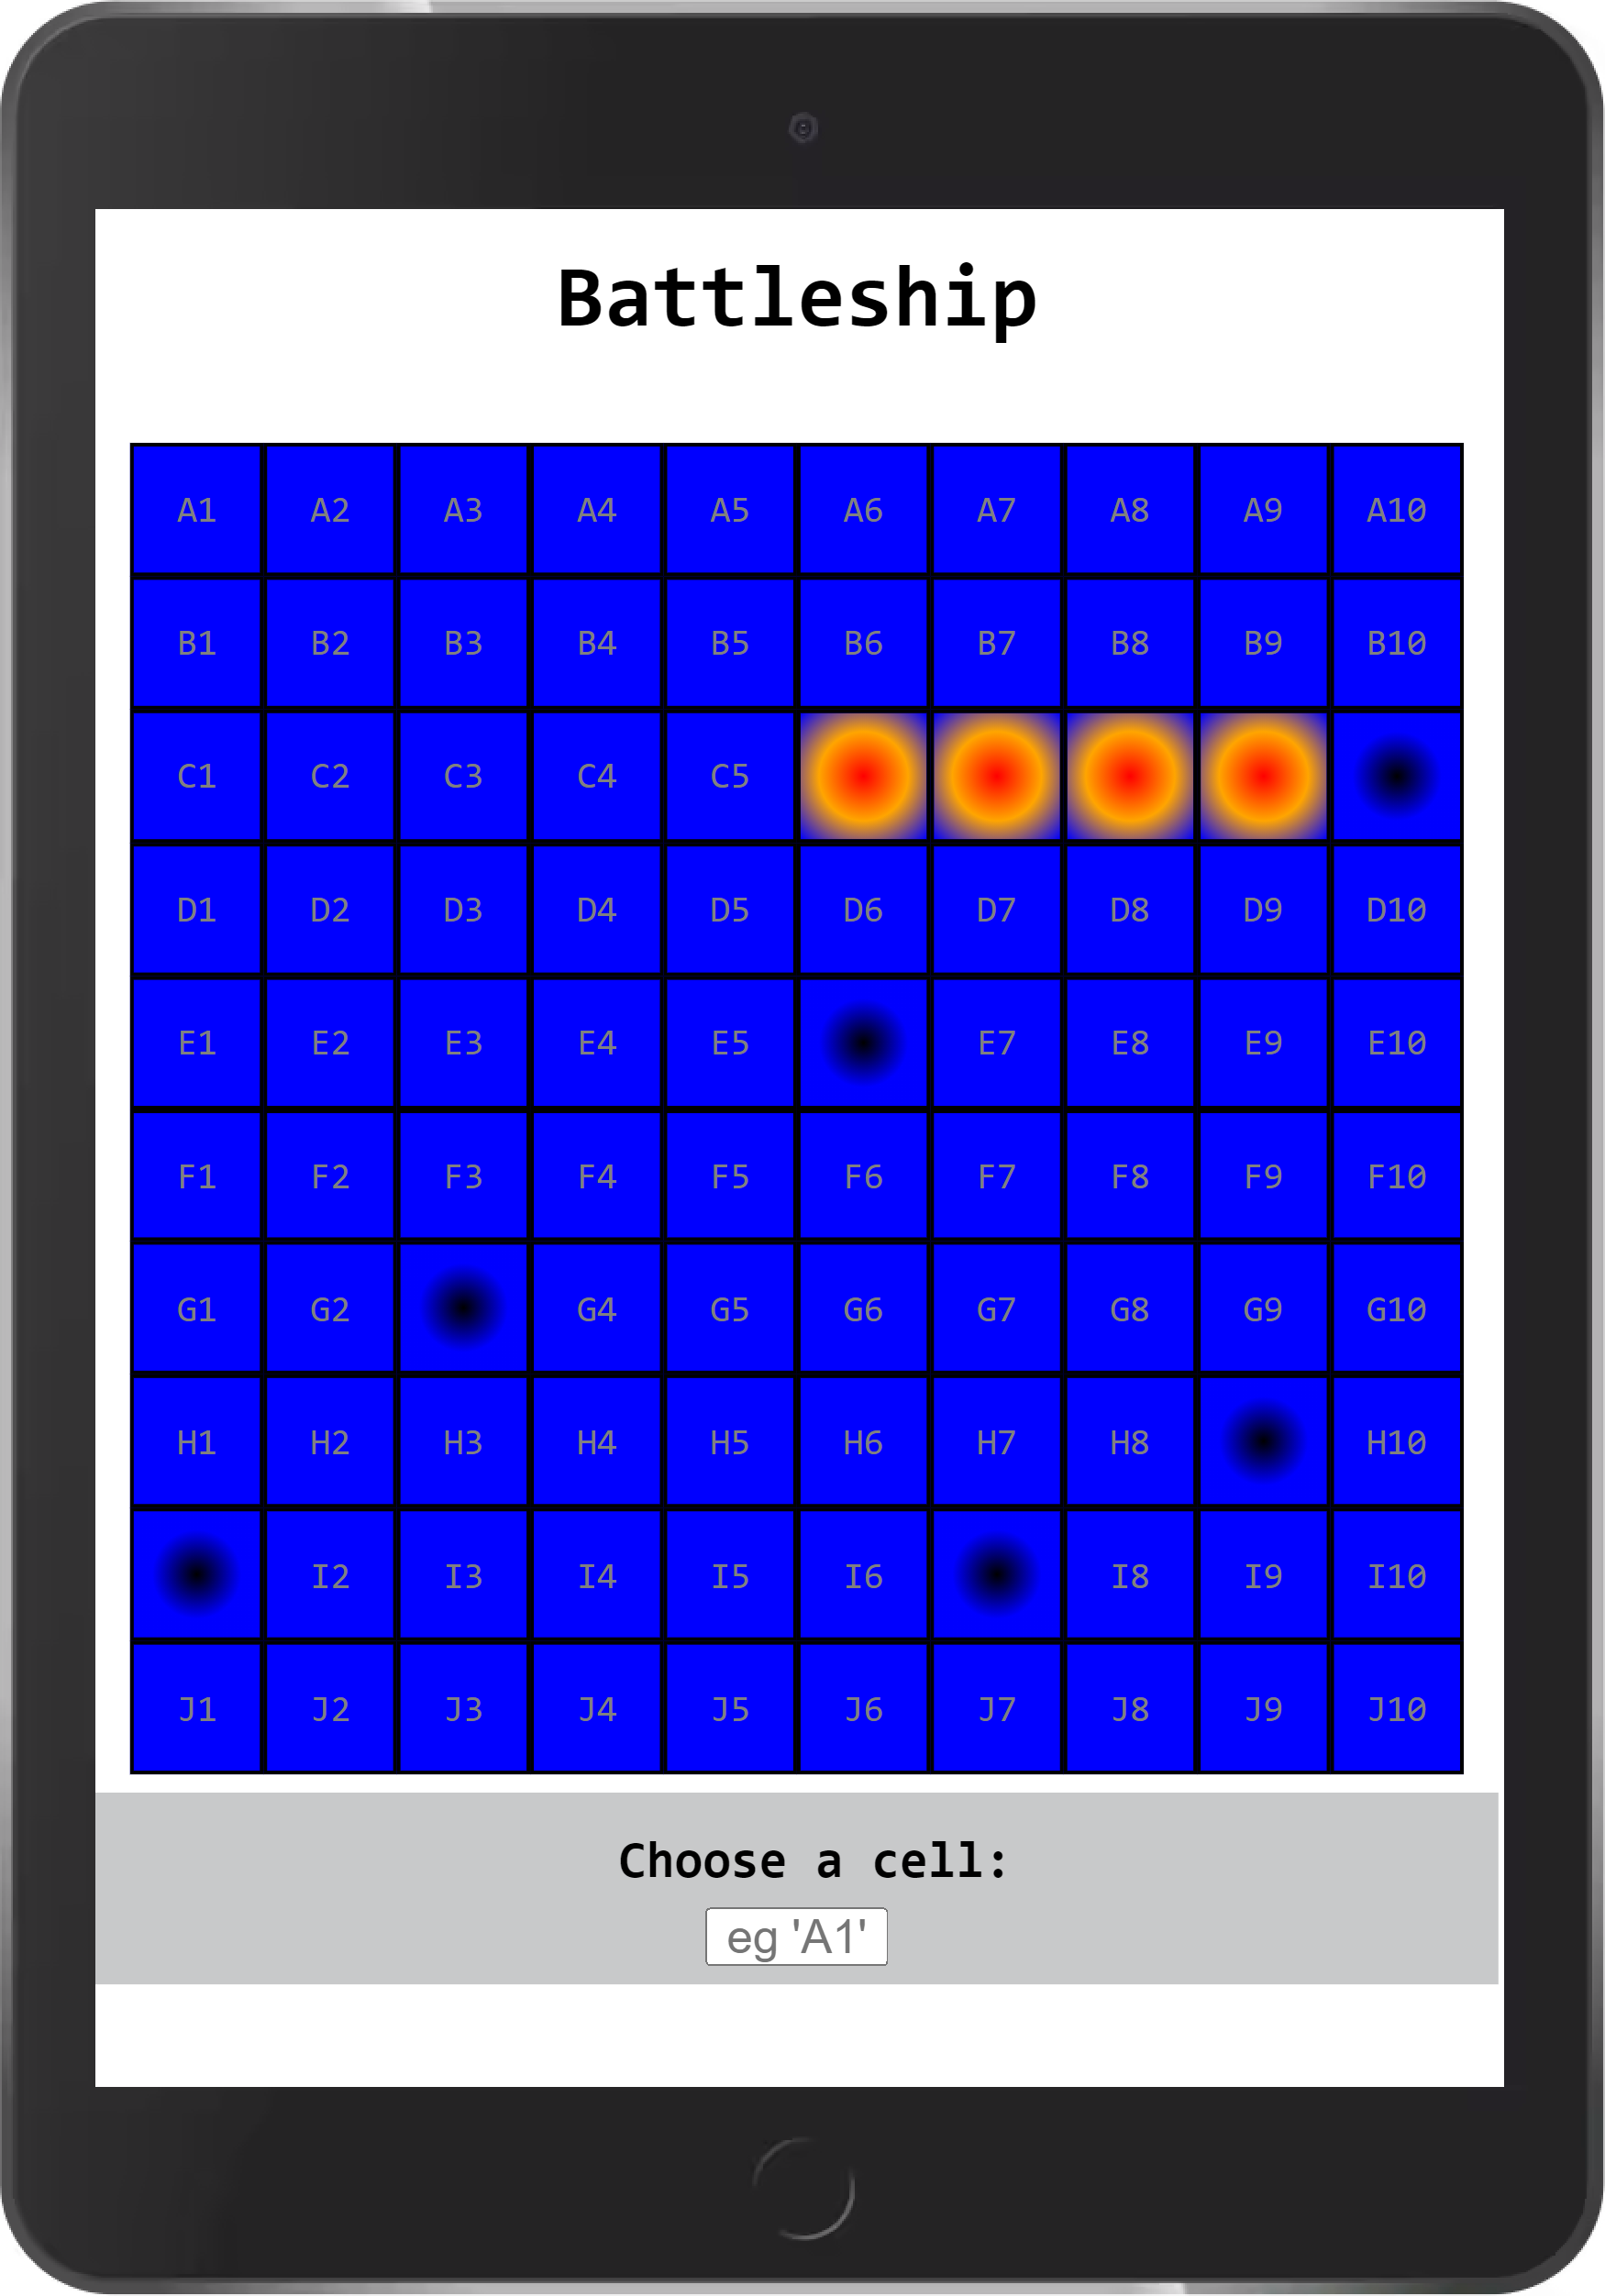 Battleship
A1 A2 A3 A4 A5 A6 A7 A8 A9 A10
B1 B2 B3 B4 B5 B6 B7 B8 B9 B10
C1 C2 C3 C4 C5
D1 D2 D3 D4 D5 D6 D7 D8 D9 D10
E1 E2 E3 E4 E5 E7 E8 E9 E10
F1 F2 F3 F4 F5 F6 F7 F8 F9 F10
G1 G2 G4 G5 G6 G7 G8 G9 G10
H1 H2 H3 H4 H5 H6 H7 H8 H10
I2 I3 I4 I5 I6 I8 I9 I10
J1 J2 J3 J4 J5 J6 J7 J8 J9 J10
Choose a cell:
eg 'A1'